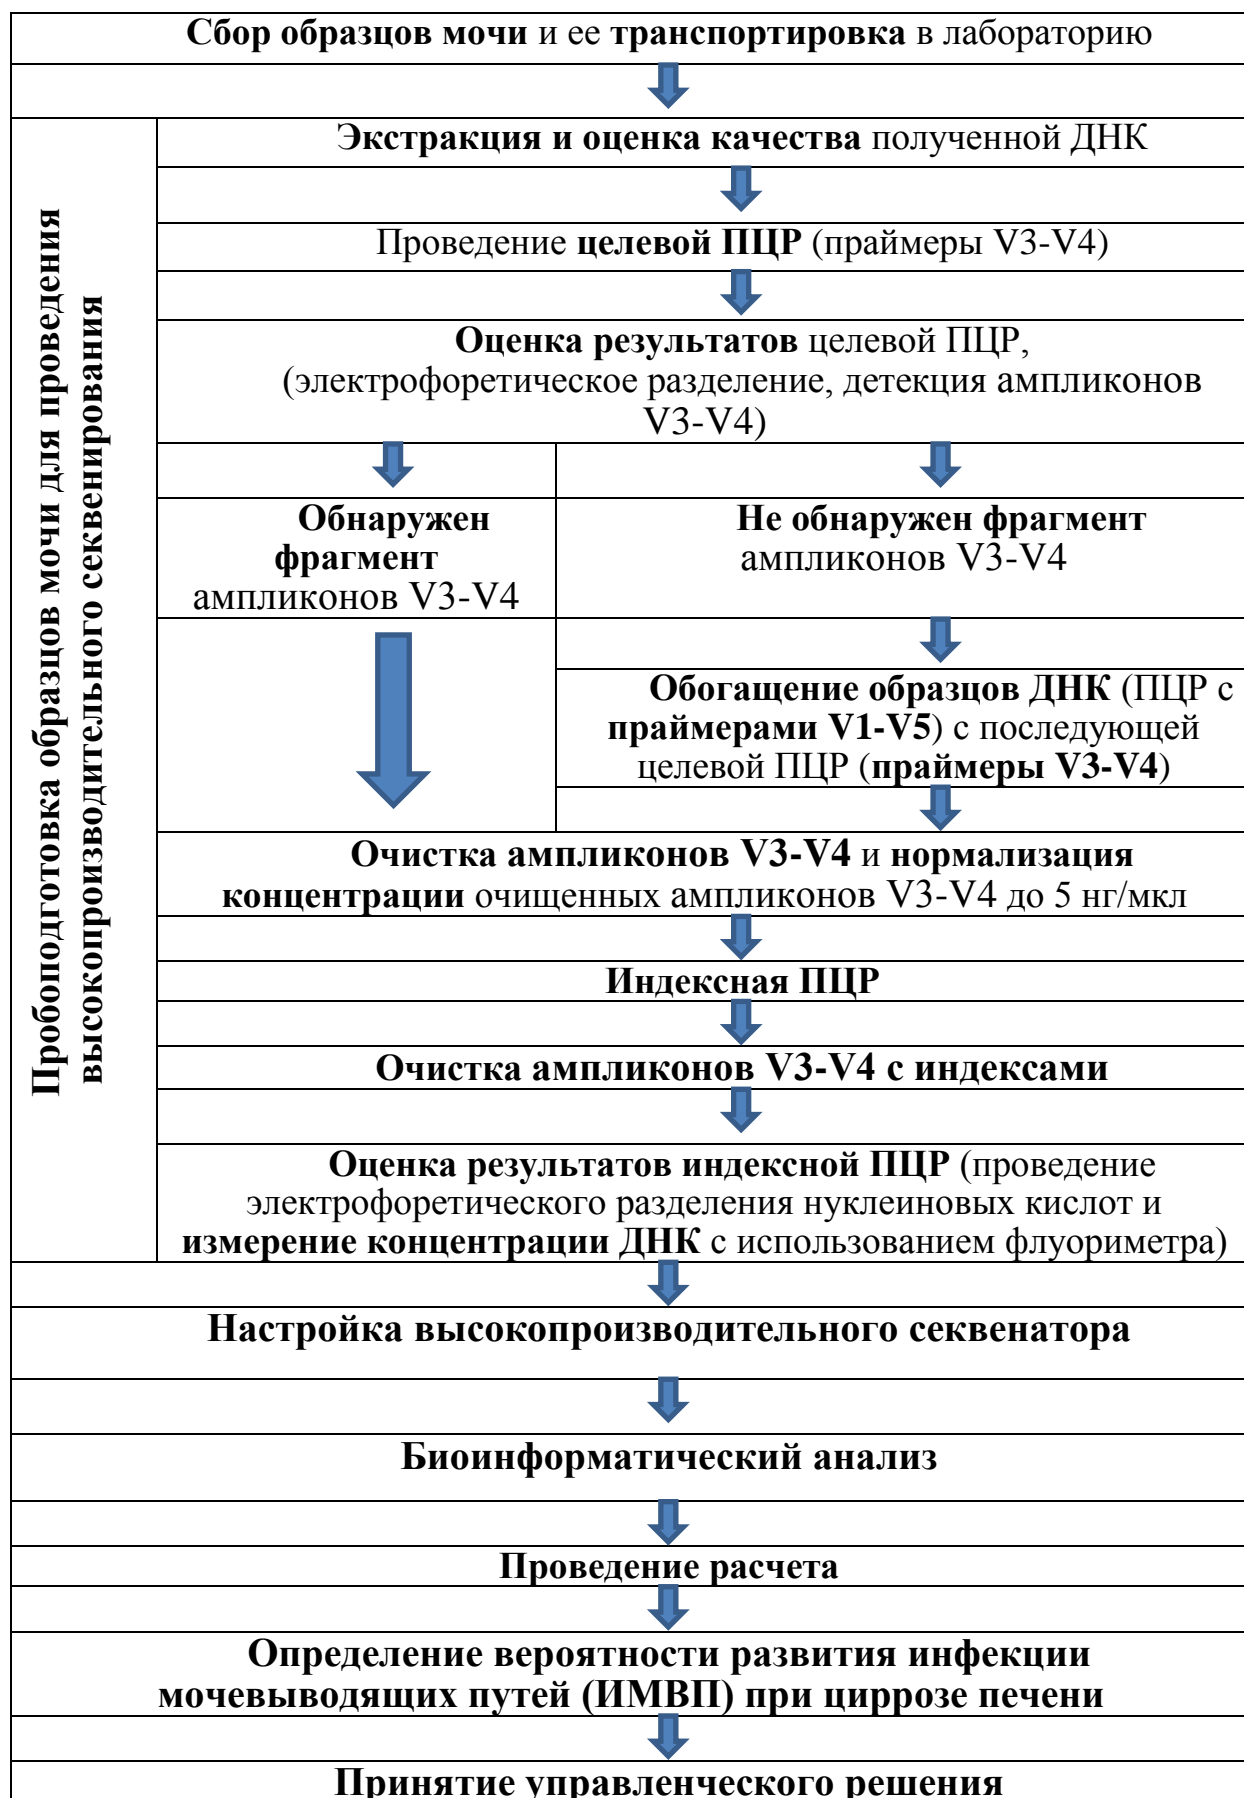 Сбор образцов мочи и ее транспортировка в лабораторию
Пробоподготовка образцов мочи для проведения
высокопроизводительного секвенирования
Экстракция и оценка качества полученной ДНК
Проведение целевой ПЦР (праймеры V3-V4)
Оценка результатов целевой ПЦР,
(электрофоретическое разделение, детекция ампликонов
V3-V4)
Обнаружен
фрагмент
ампликонов V3-V4
Не обнаружен фрагмент
ампликонов V3-V4
Обогащение образцов ДНК (ПЦР с
праймерами V1-V5) с последующей
целевой ПЦР (праймеры V3-V4)
Очистка ампликонов V3-V4 и нормализация
концентрации очищенных ампликонов V3-V4 до 5 нг/мкл
Индексная ПЦР
Очистка ампликонов V3-V4 с индексами
Оценка результатов индексной ПЦР (проведение
электрофоретического разделения нуклеиновых кислот и
измерение концентрации ДНК с использованием флуориметра)
Настройка высокопроизводительного секвенатора
Биоинформатический анализ
Проведение расчета
Определение вероятности развития инфекции
мочевыводящих путей (ИМВП) при циррозе печени
Принятие управленческого решения